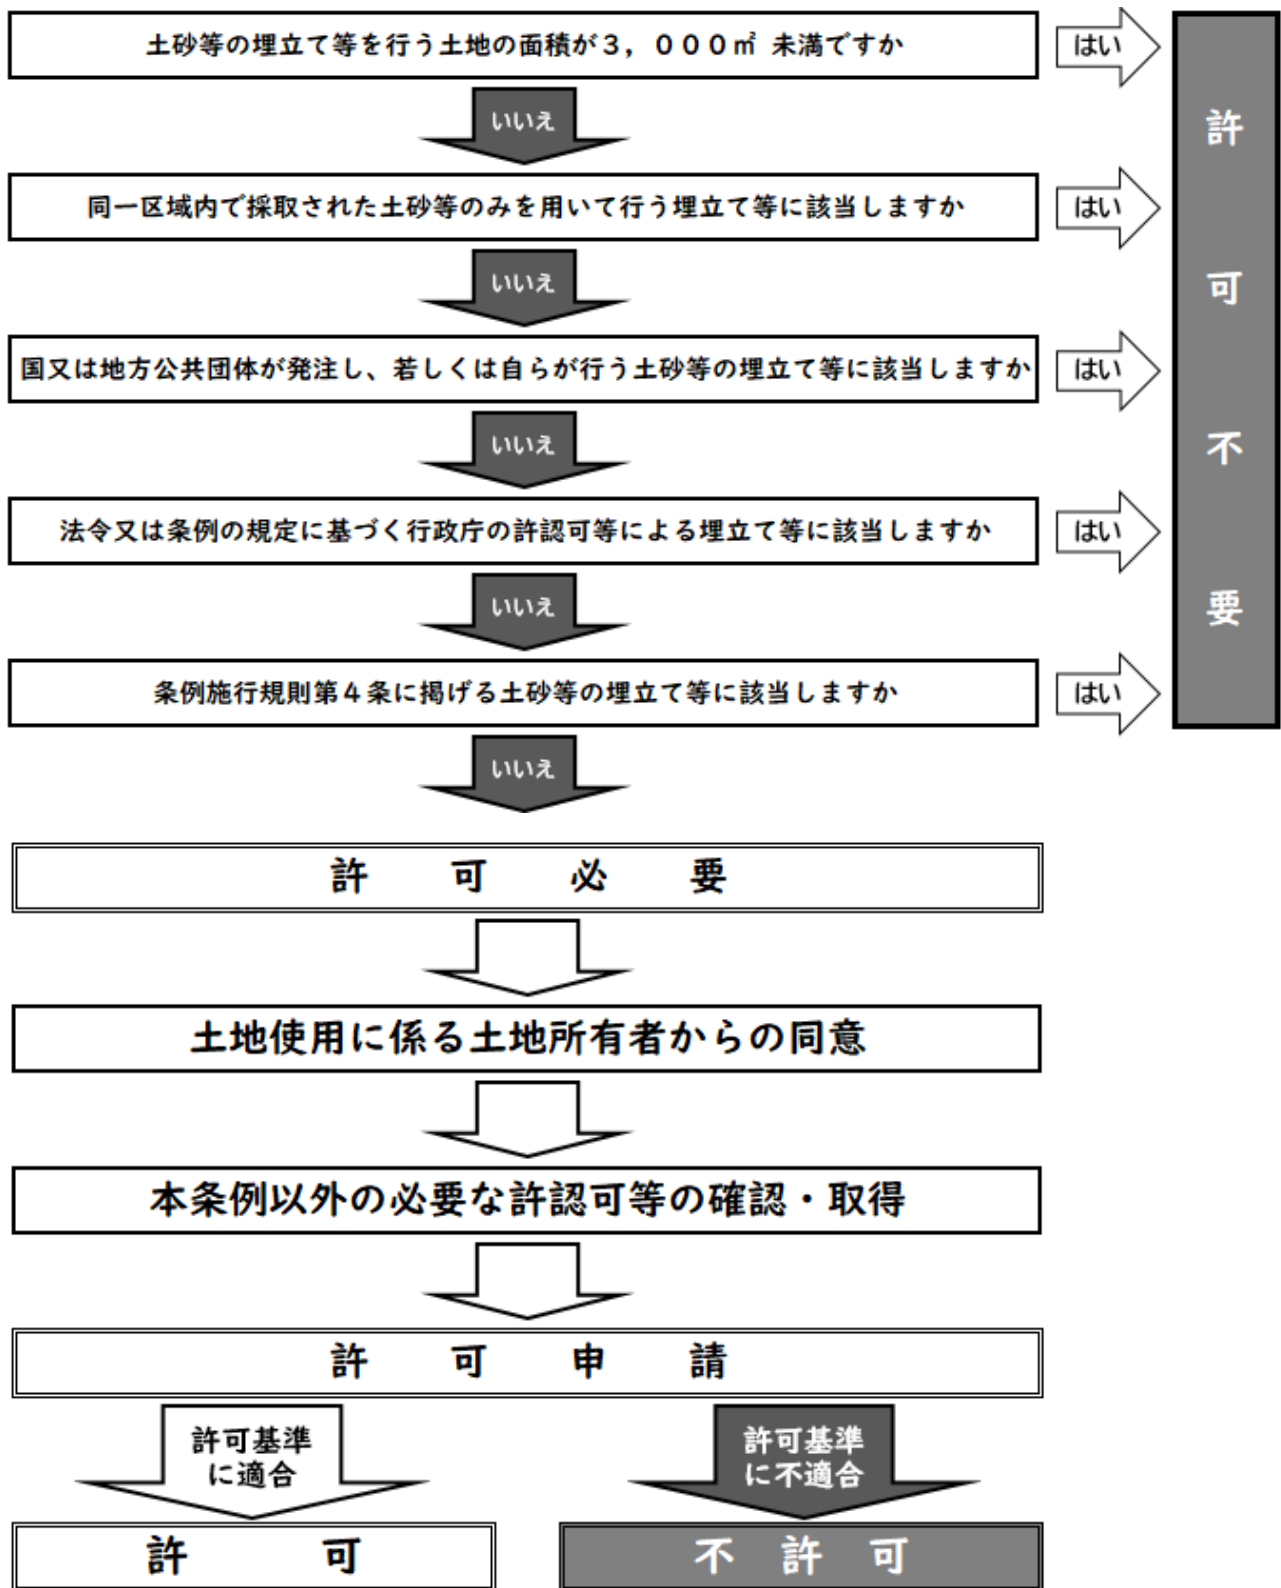 土砂等の埋立て等を行う土地の面積が３，０００㎡ 未満ですか
はい
いいえ
同一区域内で採取された土砂等のみを用いて行う埋立て等に該当しますか
はい
いいえ
国又は地方公共団体が発注し、若しくは自らが行う土砂等の埋立て等に該当しますか
はい
いいえ
法令又は条例の規定に基づく行政庁の許認可等による埋立て等に該当しますか
はい
いいえ
条例施行規則第４条に掲げる土砂等の埋立て等に該当しますか
はい
いいえ
許可不要
許可必要
土地使用に係る土地所有者からの同意
本条例以外の必要な許認可等の確認・取得
許可申請
許可基準
に適合
許可基準
に不適合
許可
不許可